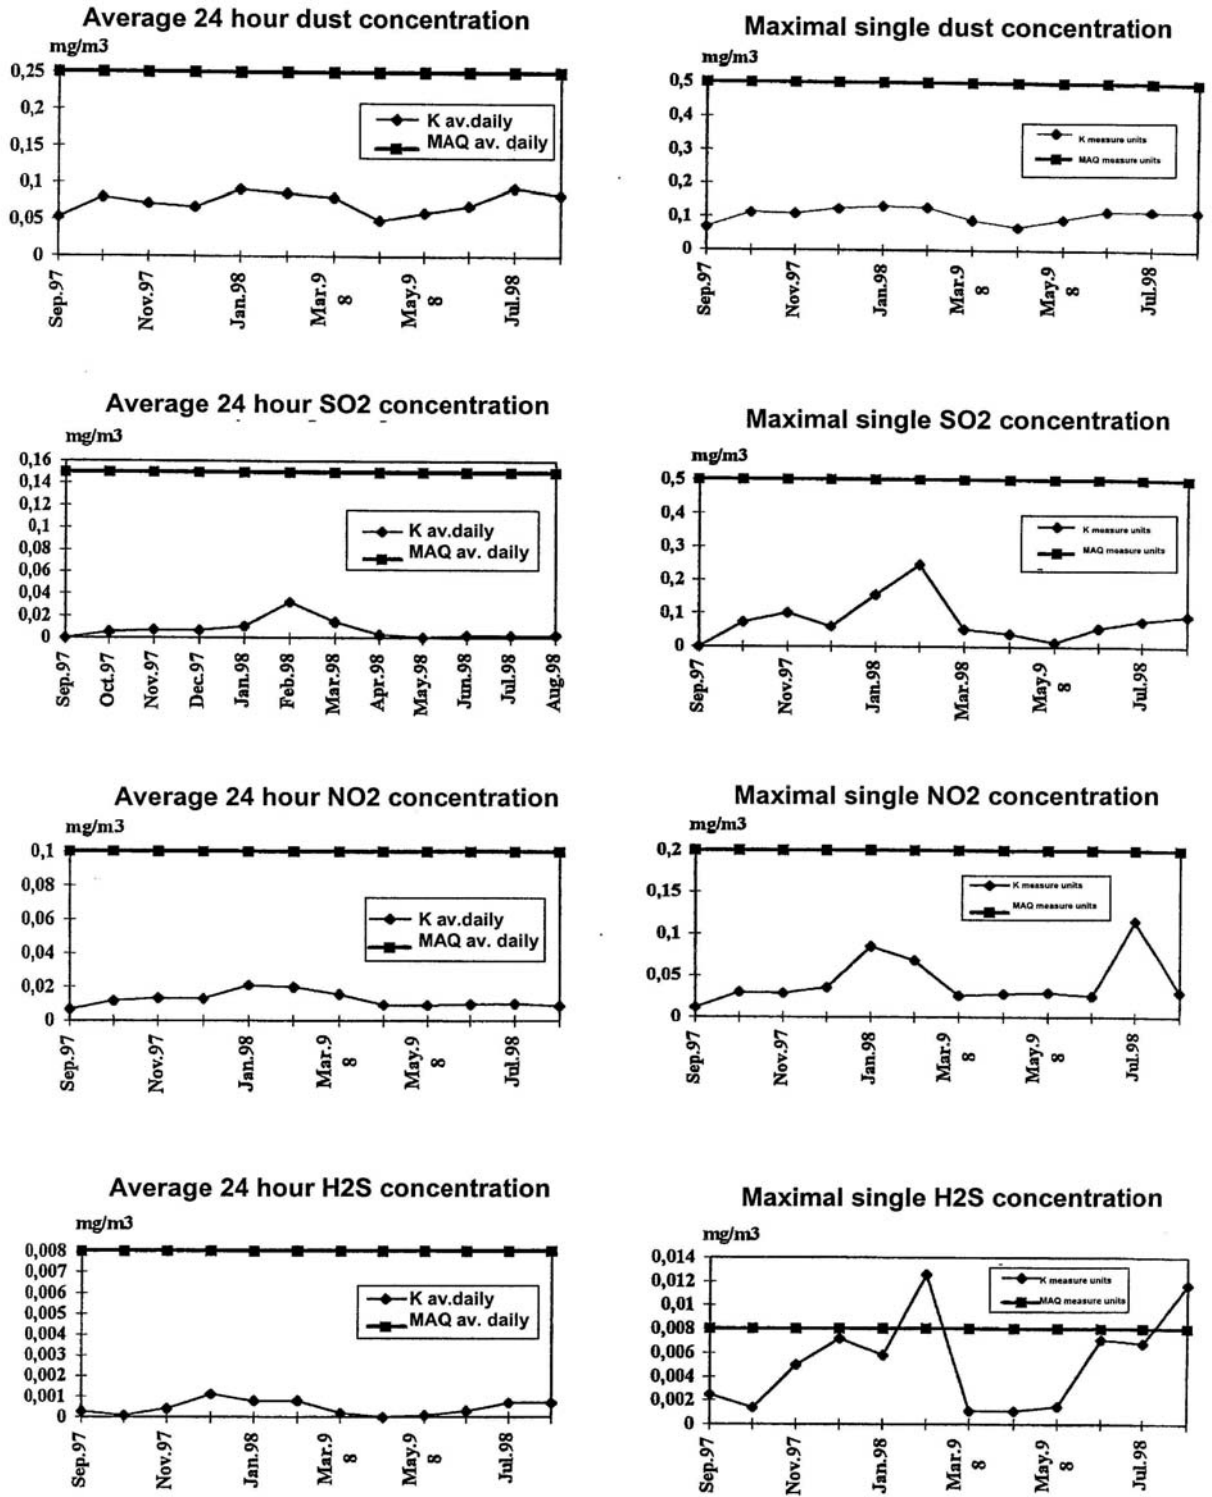 Average 24 hour dust concentration
mg/m3
0,25
0,2
0,15
0,1
0,05
0
K av.daily
MAQ av. daily
Sep.97
Nov.97
Jan.98
Mar.9
8
May.9
8
Jul.98
Maximal single dust concentration
mg/m3
0,5
0,4
0,3
0,2
0,1
0
K measure units
MAQ measure units
Sep.97
Nov.97
Jan.98
Mar.9
8
May.9
8
Jul.98
Average 24 hour SO2 concentration
mg/m3
0,16
0,14
0,12
0,1
0,08
0,06
0,04
0,02
0
K av.daily
MAQ av. daily
Sep.97
Oct.97
Nov.97
Dec.97
Jan.98
Feb.98
Mar.98
Apr.98
May.98
Jun.98
Jul.98
Aug.98
Maximal single SO2 concentration
mg/m3
0,5
0,4
0,3
0,2
0,1
0
K measure units
MAQ measure units
Sep.97
Nov.97
Jan.98
Mar.98
May.9
8
Jul.98
Average 24 hour NO2 concentration
mg/m3
0,1
0,08
0,06
0,04
0,02
0
K av.daily
MAQ av. daily
Sep.97
Nov.97
Jan.98
Mar.9
8
May.9
8
Jul.98
Maximal single NO2 concentration
mg/m3
0,2
0,15
0,1
0,05
0
K measure units
MAQ measure units
Sep.97
Nov.97
Jan.98
Mar.9
8
May.9
8
Jul.98
Average 24 hour H2S concentration
mg/m3
0,008
0,007
0,006
0,005
0,004
0,003
0,002
0,001
0
K av.daily
MAQ av. daily
Sep.97
Nov.97
Jan.98
Mar.9
8
May.9
8
Jul.98
Maximal single H2S concentration
mg/m3
0,014
0,012
0,01
0,008
0,006
0,004
0,002
0
K measure units
MAQ measure units
Sep.97
Nov.97
Jan.98
Mar.9
8
May.9
8
Jul.98